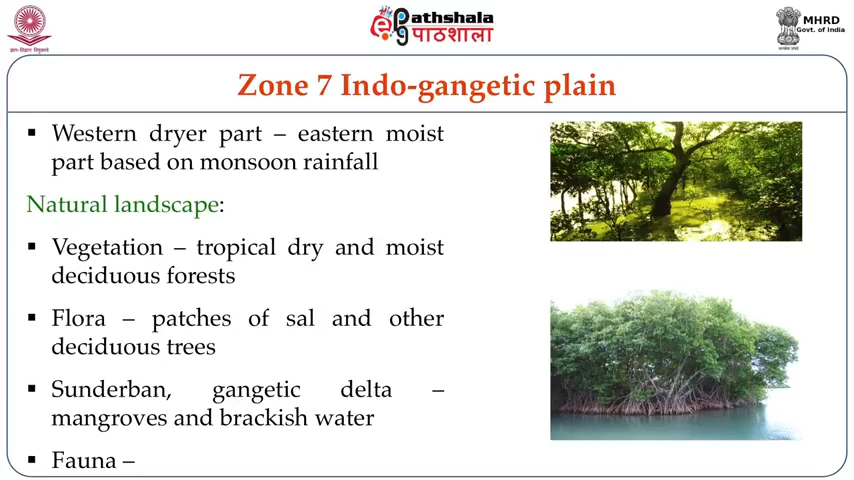 ePathshala
पाठशाला
MHRD
Govt. of India
Zone 7 Indo-gangetic plain
▪ Western dryer part – eastern moist
part based on monsoon rainfall
Natural landscape:
▪ Vegetation – tropical dry and moist
deciduous forests
▪ Flora – patches of sal and other
deciduous trees
▪ Sunderban, gangetic delta –
mangroves and brackish water
▪ Fauna –